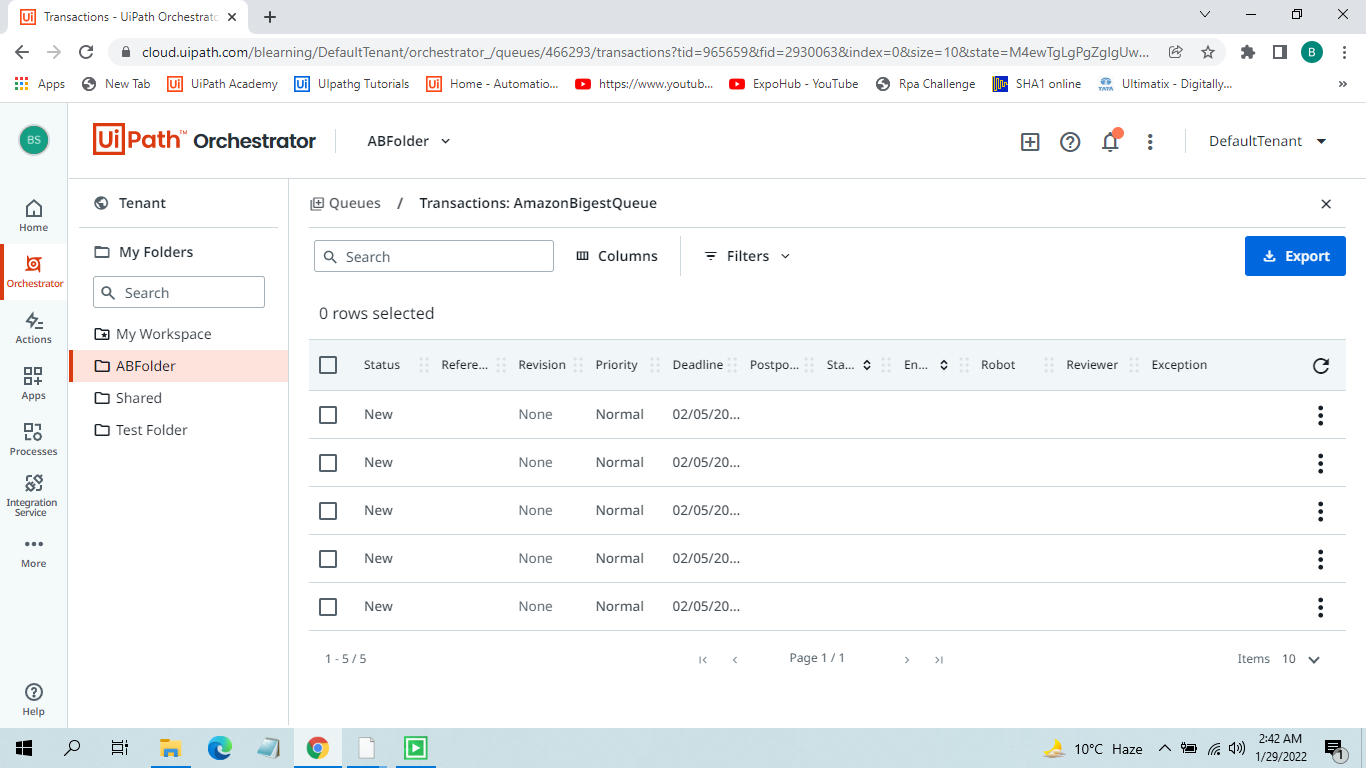 Transactions - UiPath Orchestrato
cloud.uipath.com/blearning/DefaultTenant/orchestrator_/queues/466293/transactions?tid=965659&fid=2930063&index=0&size=10&state=M4ewTgLgPgZglgUw...
B
Apps New Tab UiPath Academy UIpathg Tutorials Home - Automatio... https://www.youtub... ExpoHub - YouTube Rpa Challenge SHA1 online Ultimatix - Digitally... »
BS
UiPath™ Orchestrator ABFolder DefaultTenant
Home
Orchestrator
Actions
Apps
Processes
Integration
Service
More
Help
Tenant
My Folders
Search
My Workspace
ABFolder
Shared
Test Folder
Queues / Transactions: AmazonBigestQueue
Search Columns Filters Export
0 rows selected
Status Refere... Revision Priority Deadline Postpo... Sta... En... Robot Reviewer Exception
New None Normal 02/05/20...
New None Normal 02/05/20...
New None Normal 02/05/20...
New None Normal 02/05/20...
New None Normal 02/05/20...
1 - 5 / 5 Page 1 / 1 Items 10
10°C Haze 2:42 AM
1/29/2022
1